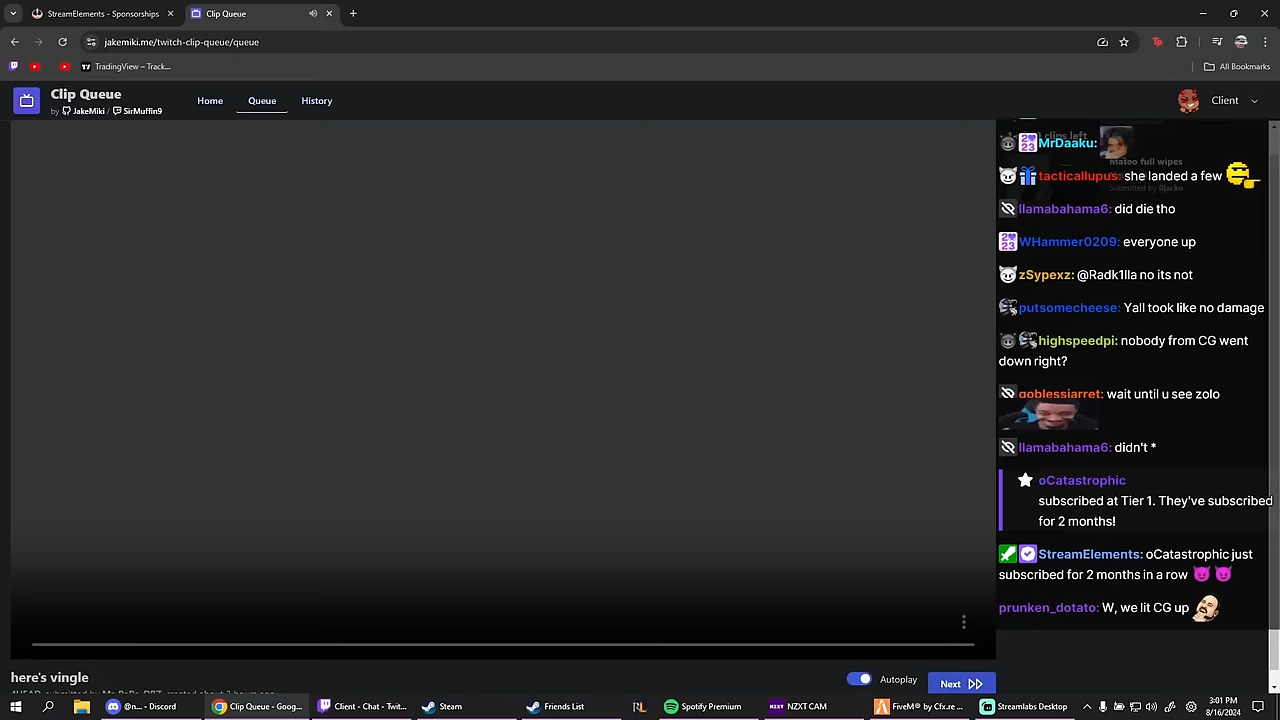 StreamElements - Sponsorships
Clip Queue
jakemiki.me/twitch-clip-queue/queue
TradingView – Track...
All Bookmarks
Clip Queue
by JakeMiki / SirMuffin9
Home
Queue
History
Client
clips left
MrDaaku:
Mateo full wipes
tacticallupus: she landed a few
Submitted by 0jacko
llamabahama6: did die tho
WHammer0209: everyone up
zSypexz: @Radk1lla no its not
putsomecheese: Yall took like no damage
highspeedpi: nobody from CG went
down right?
goblessiarret: wait until u see zolo
llamabahama6: didn't *
oCatastrophic
subscribed at Tier 1. They've subscribed
for 2 months!
StreamElements: oCatastrophic just
subscribed for 2 months in a row
prunken_dotato: W, we lit CG up
here's vingle
Autoplay
Next
@n... - Discord
Clip Queue - Goog...
Client - Chat - Twit...
Steam
Friends List
RL
Spotify Premium
NZXT
NZXT CAM
FiveM® by Cfx.re ...
Streamlabs Desktop
3:01 PM
8/16/2024